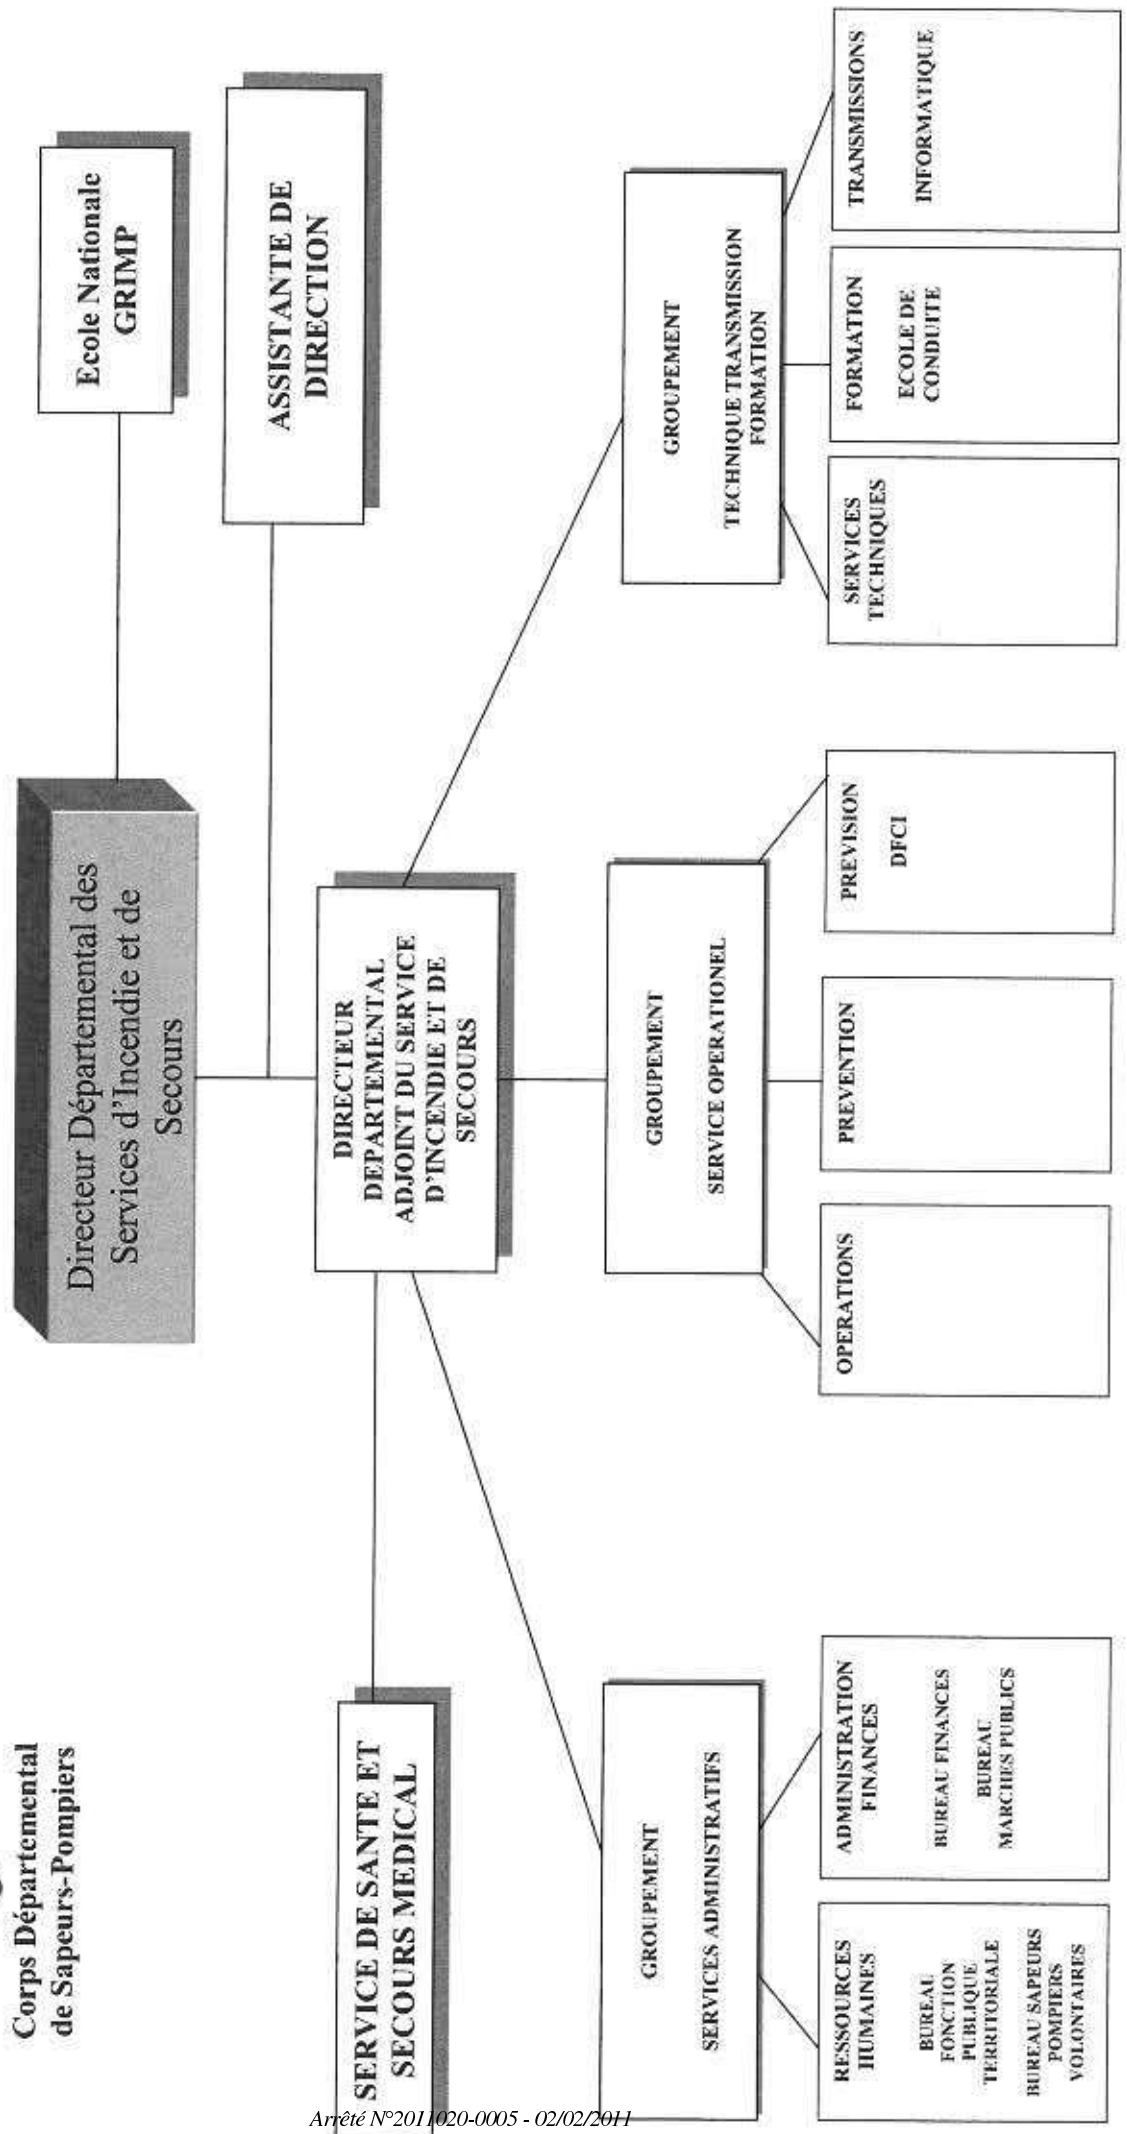 Corps Départemental
de Sapeurs-Pompiers
Directeur Départemental des
Services d'Incendie et de
Secours
Ecole Nationale
GRIMP
ASSISTANTE DE
DIRECTION
DIRECTEUR
DEPARTEMENTAL
ADJOINT DU SERVICE
D'INCENDIE ET DE
SECOURS
SERVICE DE SANTE ET
SECOURS MEDICAL
GROUPEMENT
SERVICES ADMINISTRATIFS
GROUPEMENT
SERVICE OPERATIONEL
GROUPEMENT
TECHNIQUE TRANSMISSION
FORMATION
RESSOURCES
HUMAINES
BUREAU
FONCTION
PUBLIQUE
TERRITORIALE
BUREAU SAPEURS
POMPIERS
VOLONTAIRES
ADMINISTRATION
FINANCES
BUREAU FINANCES
BUREAU
MARCHES PUBLICS
OPERATIONS
PREVENTION
PREVISION
DFCI
SERVICES
TECHNIQUES
FORMATION
ECOLE DE
CONDUITE
TRANSMISSIONS
INFORMATIQUE
Arrêté N°2011020-0005 - 02/02/2011